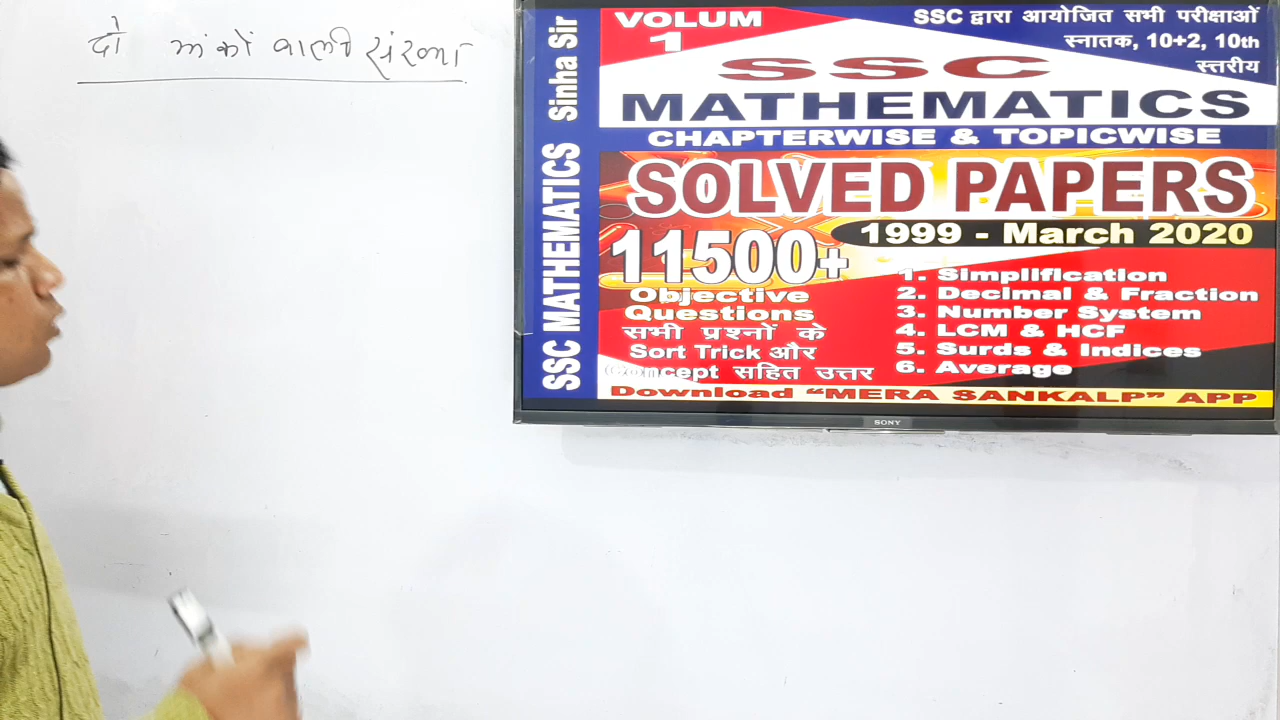 दो अंकों वाली संख्या
SSC MATHEMATICS Sinha Sir
VOLUM
1
SSC द्वारा आयोजित सभी परीक्षाओं
स्नातक, 10+2, 10th
स्तरीय
SSC
MATHEMATICS
CHAPTERWISE & TOPICWISE
SOLVED PAPERS
1999 - March 2020
11500+
Objective
Questions
सभी प्रश्नों के
Sort Trick और
Concept सहित उत्तर
1. Simplification
2. Decimal & Fraction
3. Number System
4. LCM & HCF
5. Surds & Indices
6. Average
Download “MERA SANKALP” APP
SONY